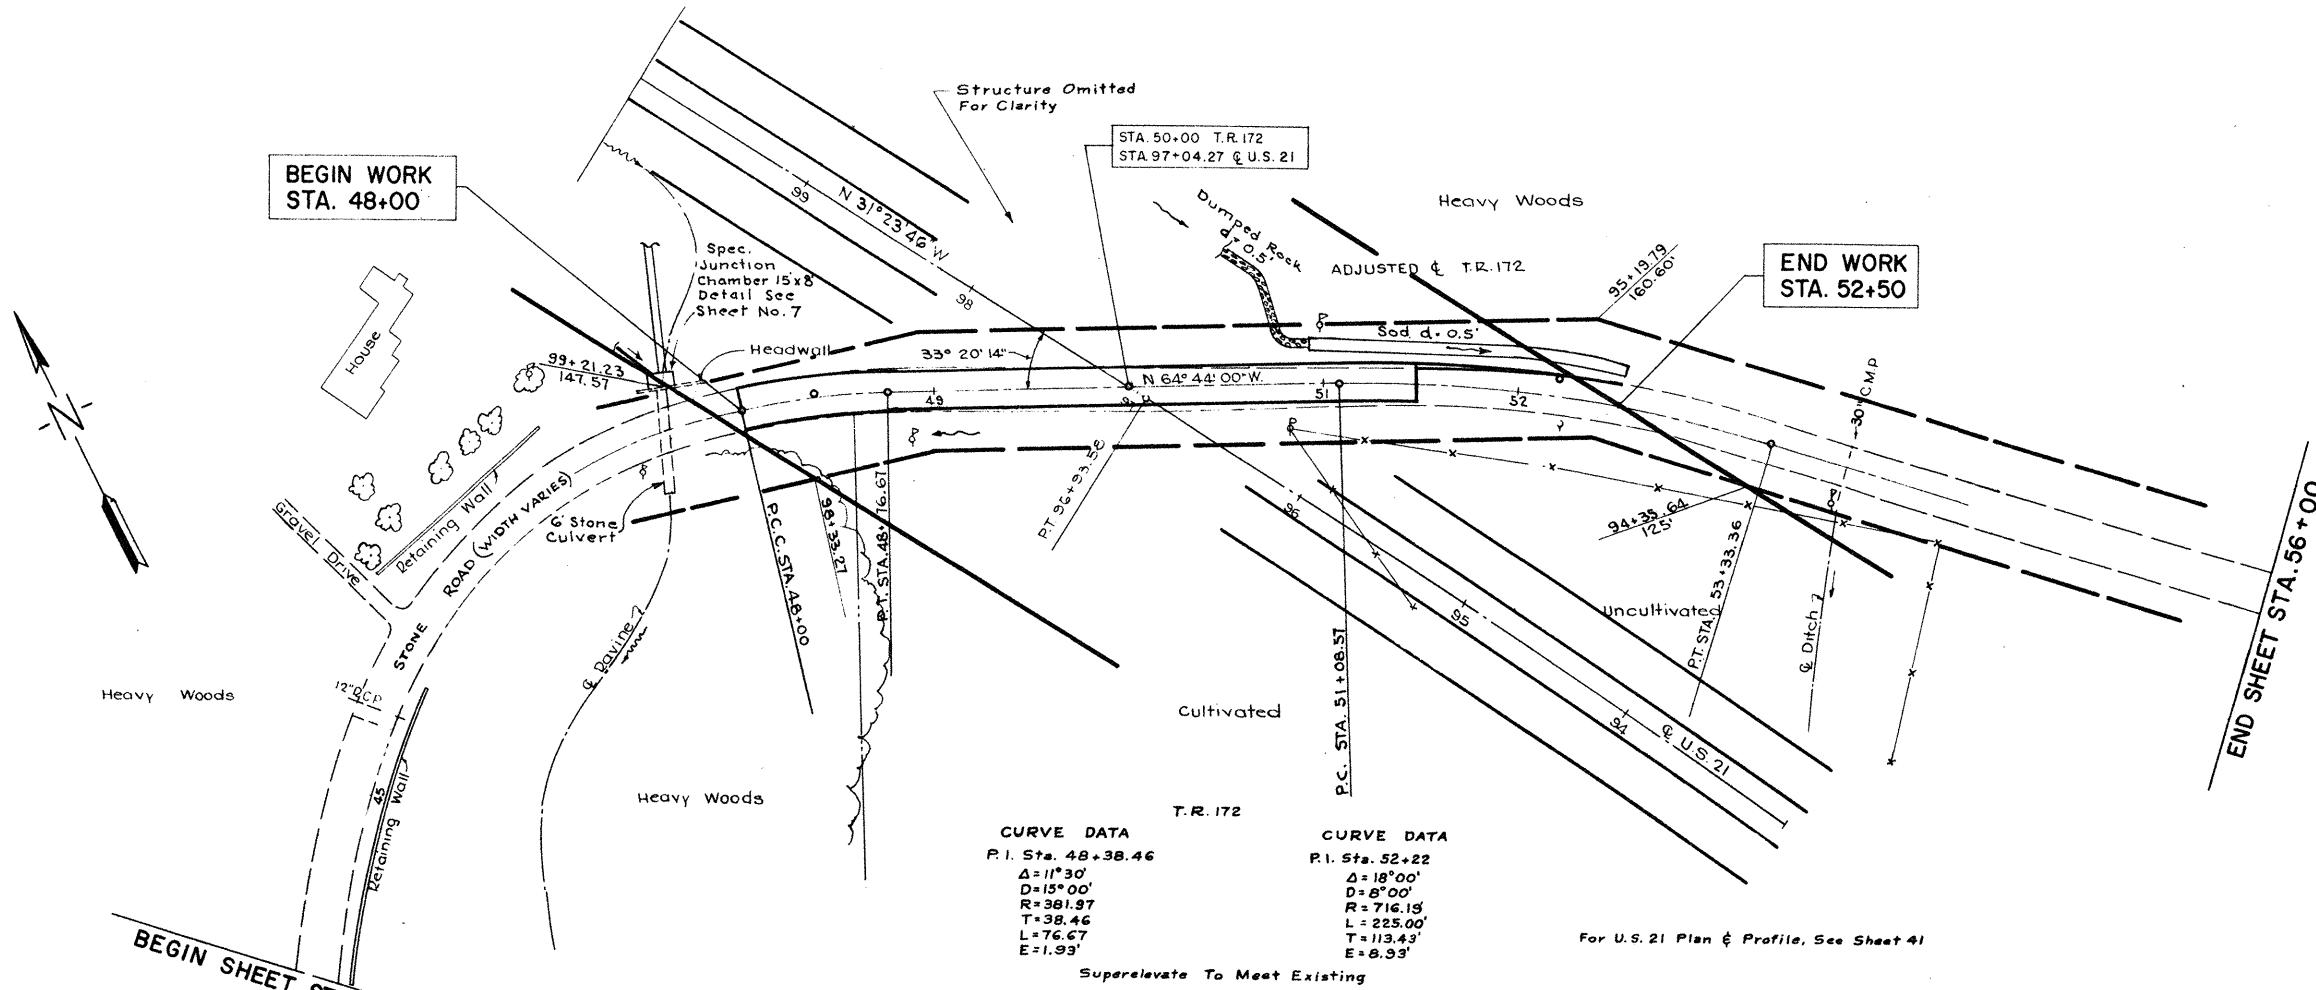 Structure Omitted
For Clarity
STA. 50+00 T.R. 172
STA. 97+04.27 ℄ U.S. 21
BEGIN WORK
STA. 48+00
99
N 31° 23' 46" W
98
Dumped Rock
d = 0.5'
Heavy Woods
ADJUSTED ℄ T.R. 172
95+19.79
160.60'
END WORK
STA. 52+50
Spec.
Junction
Chamber 15'x8'
Detail See
Sheet No. 7
House
N
99+21.23
147.57
Headwall
33° 20' 14"
Sod d = 0.5'
N 64° 44' 00" W.
49
51
52
30" C.M.P.
P.T. 96+93.58
Gravel Drive
Retaining Wall
ROAD (WIDTH VARIES)
STONE
6' Stone
Culvert
P.C.C. STA. 48+00
98+33.27
P.T. STA. 48+76.67
96
95
94
℄ U.S. 21
94+35.64
125'
Uncultivated
P.T. STA. 53+33.36
℄ Ditch
END SHEET STA. 56+00
℄ Ravine
Heavy Woods
45
Retaining Wall
Heavy Woods
Cultivated
P.C. STA. 51+08.57
T.R. 172
CURVE DATA
P.I. Sta. 48+38.46
Δ=11°30'
D=15°00'
R=381.97
T=38.46
L=76.67
E=1.93'
CURVE DATA
P.I. Sta. 52+22
Δ=18°00'
D=8°00'
R=716.19'
L=225.00'
T=113.43'
E=8.93'
Superelevate To Meet Existing
For U.S. 21 Plan & Profile, See Sheet 41
BEGIN SHEET